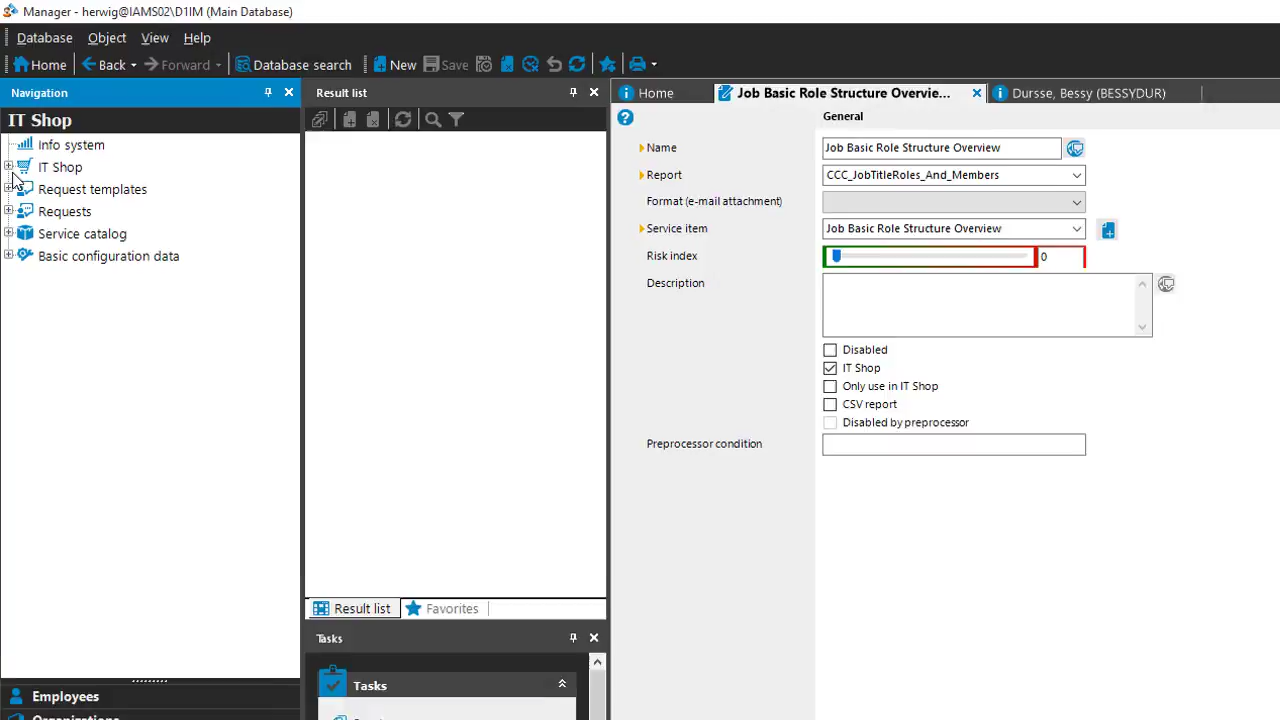 Manager - herwig@IAMS02\D1IM (Main Database)
Database Object View Help
Home Back Forward Database search New Save
Navigation
IT Shop
Info system
IT Shop
Request templates
Requests
Service catalog
Basic configuration data
Employees
Organizations
Result list
Result list Favorites
Tasks
Tasks
Home Job Basic Role Structure Overvie... Dursse, Bessy (BESSYDUR)
General
Name Job Basic Role Structure Overview
Report CCC_JobTitleRoles_And_Members
Format (e-mail attachment)
Service item Job Basic Role Structure Overview
Risk index 0
Description
Disabled
IT Shop
Only use in IT Shop
CSV report
Disabled by preprocessor
Preprocessor condition